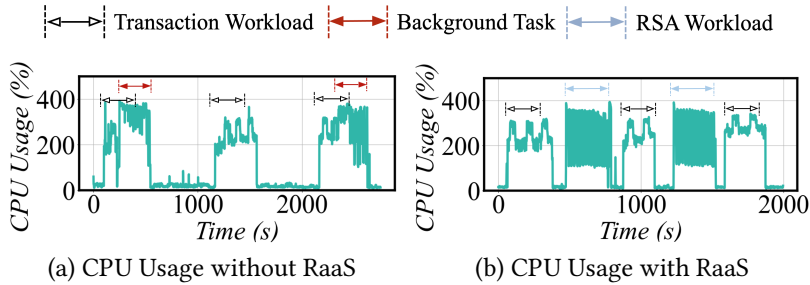 Transaction Workload Background Task RSA Workload
CPU Usage (%)
400
200
0
0 1000 2000
Time (s)
(a) CPU Usage without RaaS
CPU Usage (%)
400
200
0
0 1000 2000
Time (s)
(b) CPU Usage with RaaS